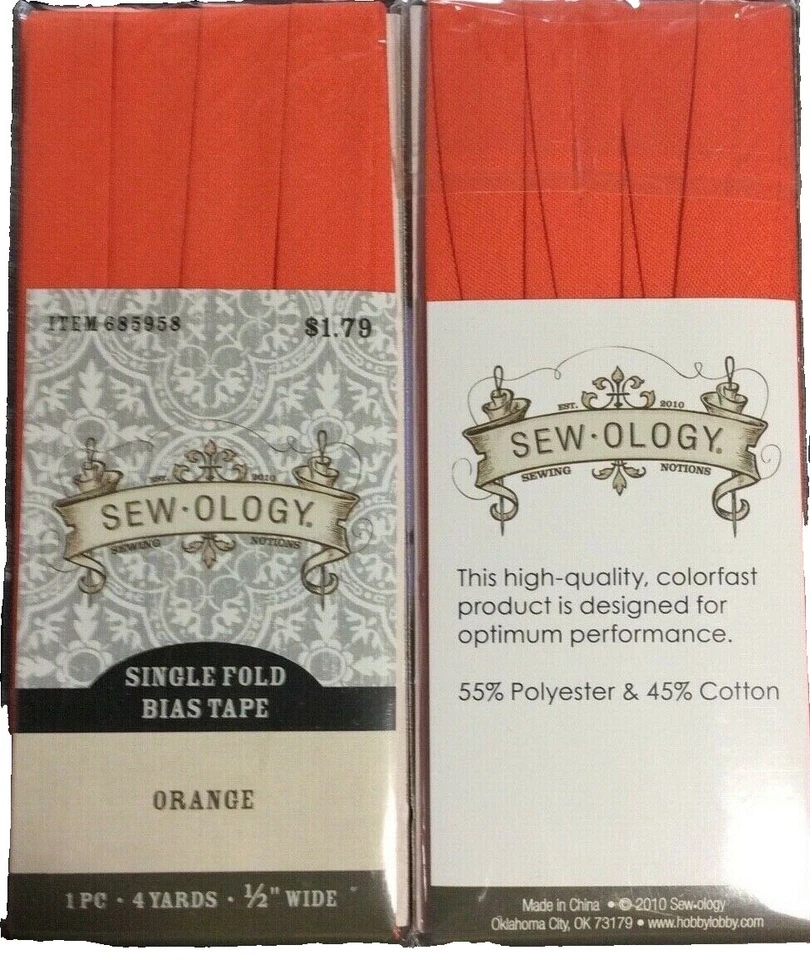 ITEM 685958
$1.79
EST. 2010
SEW·OLOGY®
SEWING NOTIONS
SINGLE FOLD
BIAS TAPE
ORANGE
1 PC · 4 YARDS · ½" WIDE
EST. 2010
SEW·OLOGY®
SEWING NOTIONS
This high-quality, colorfast
product is designed for
optimum performance.
55% Polyester & 45% Cotton
Made in China • © 2010 Sew•ology
Oklahoma City, OK 73179 • www.hobbylobby.com